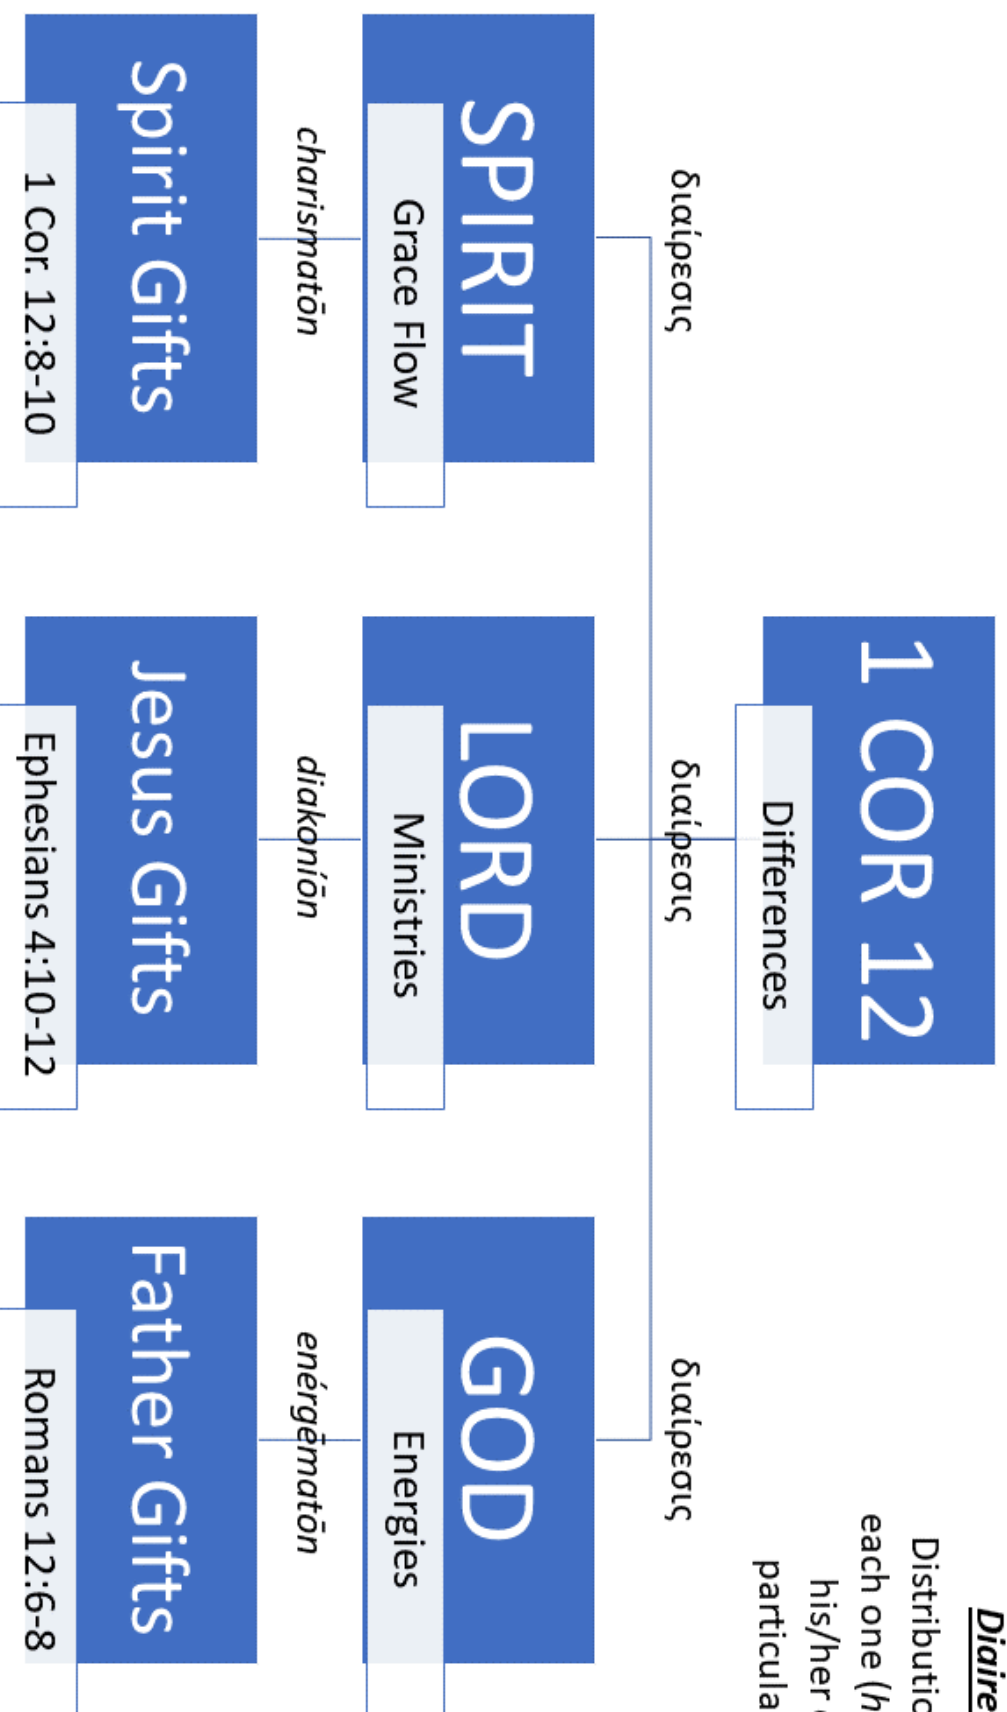 1 COR 12
Differences
Diaire
Distributio
each one (h
his/her
particula
διαίρεσις
διαίρεσις
διαίρεσις
SPIRIT
Grace Flow
LORD
Ministries
GOD
Energies
charismatōn
diakoníōn
enérgēmatōn
Spirit Gifts
1 Cor. 12:8-10
Jesus Gifts
Ephesians 4:10-12
Father Gifts
Romans 12:6-8